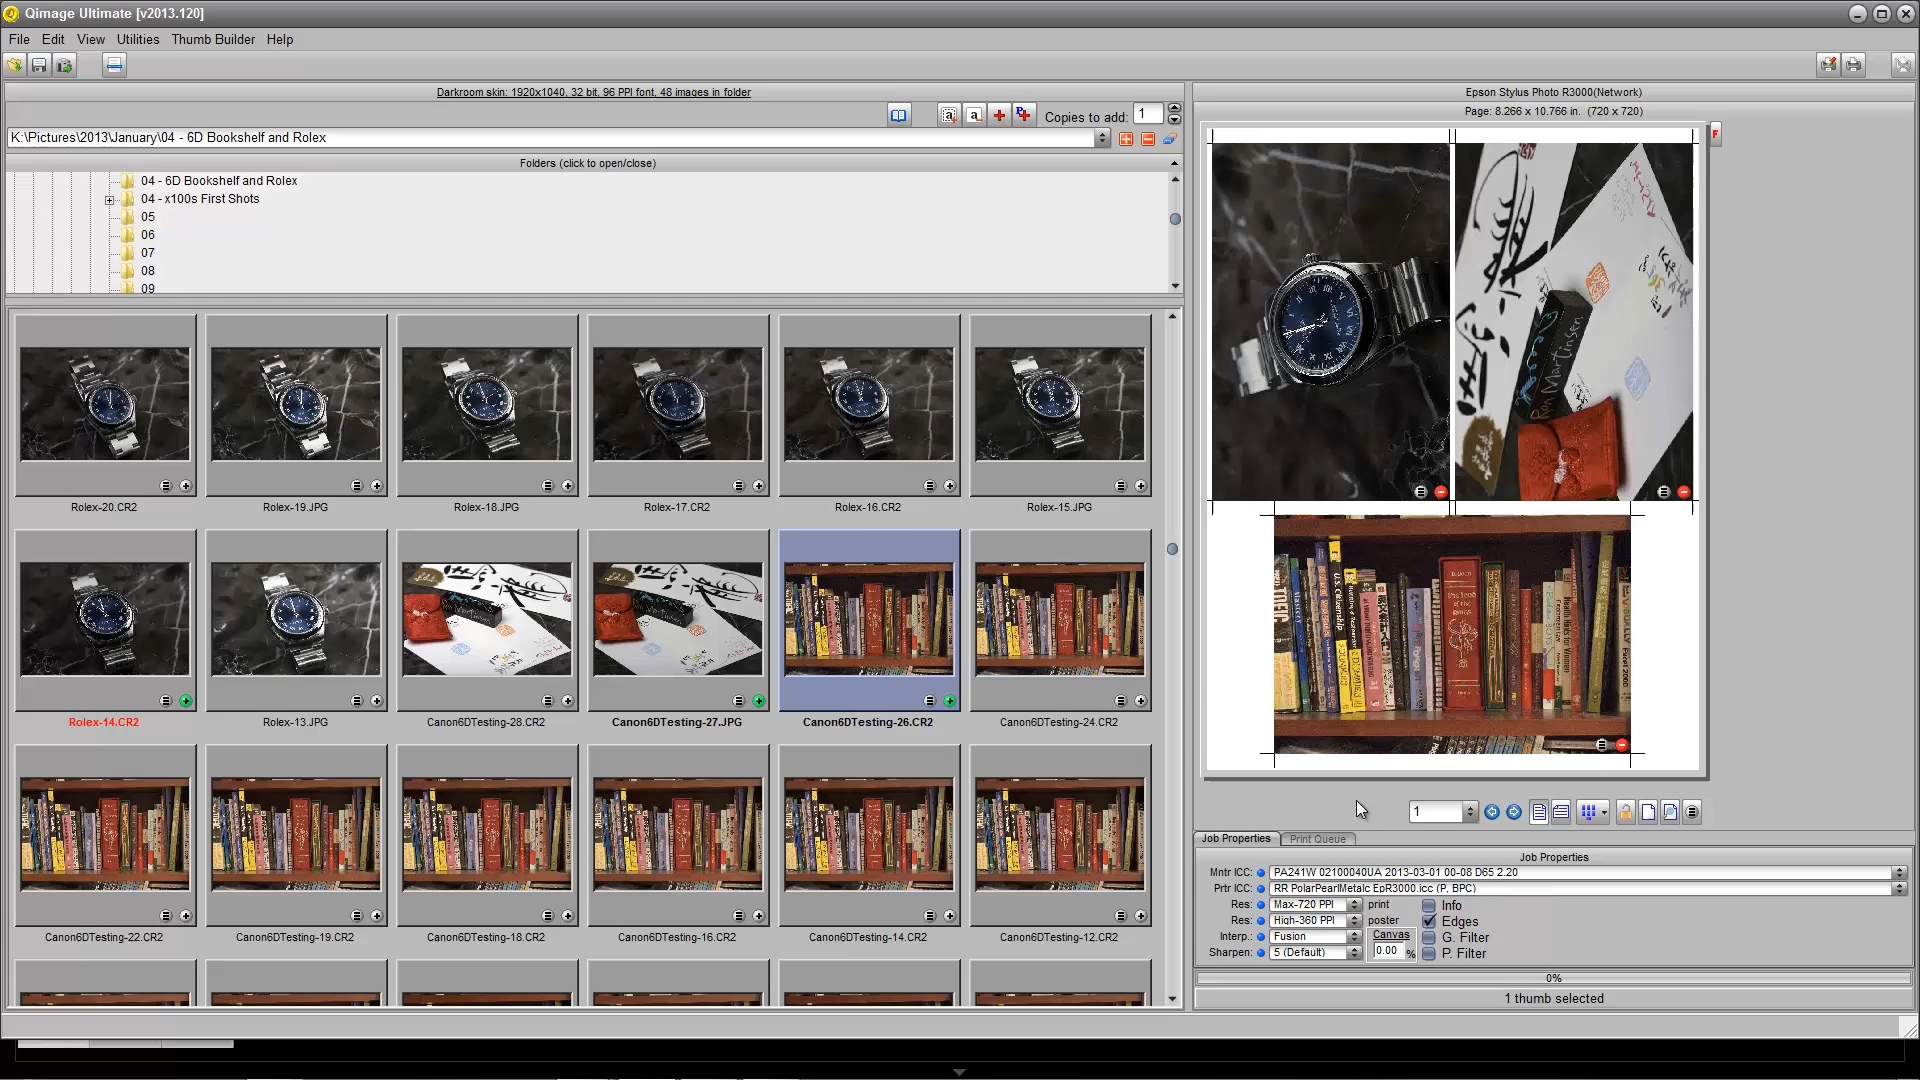 Qimage Ultimate [v2013.120]
File Edit View Utilities Thumb Builder Help
Darkroom skin: 1920x1040, 32 bit, 96 PPI font, 48 images in folder
Copies to add: 1
K:\Pictures\2013\January\04 - 6D Bookshelf and Rolex
Folders (click to open/close)
04 - 6D Bookshelf and Rolex
04 - x100s First Shots
05
06
07
08
09
Rolex-20.CR2 Rolex-19.JPG Rolex-18.JPG Rolex-17.CR2 Rolex-16.CR2 Rolex-15.JPG
Rolex-14.CR2 Rolex-13.JPG Canon6DTesting-28.CR2 Canon6DTesting-27.JPG Canon6DTesting-26.CR2 Canon6DTesting-24.CR2
Canon6DTesting-22.CR2 Canon6DTesting-19.CR2 Canon6DTesting-18.CR2 Canon6DTesting-16.CR2 Canon6DTesting-14.CR2 Canon6DTesting-12.CR2
Epson Stylus Photo R3000(Network)
Page: 8.266 x 10.766 in. (720 x 720)
F
Ron Martinsen
U.S. Citizenship
the lord of the rings
1
Job Properties Print Queue
Job Properties
Mntr ICC: PA241W 02100040UA 2013-03-01 00-08 D65 2.20
Prtr ICC: RR PolarPearlMetalc EpR3000.icc (P, BPC)
Res: Max-720 PPI print Info
Res: High-360 PPI poster Edges
Interp.: Fusion Canvas G. Filter
Sharpen: 5 (Default) 0.00 % P. Filter
0%
1 thumb selected